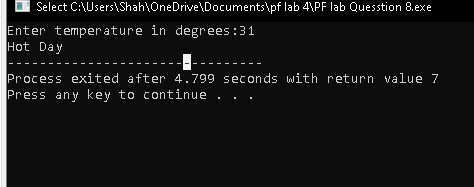 Select C:\Users\Shah\OneDrive\Documents\pf lab 4\PF lab Quesstion 8.exe
Enter temperature in degrees:31
Hot Day
--------------------------------
Process exited after 4.799 seconds with return value 7
Press any key to continue . . .